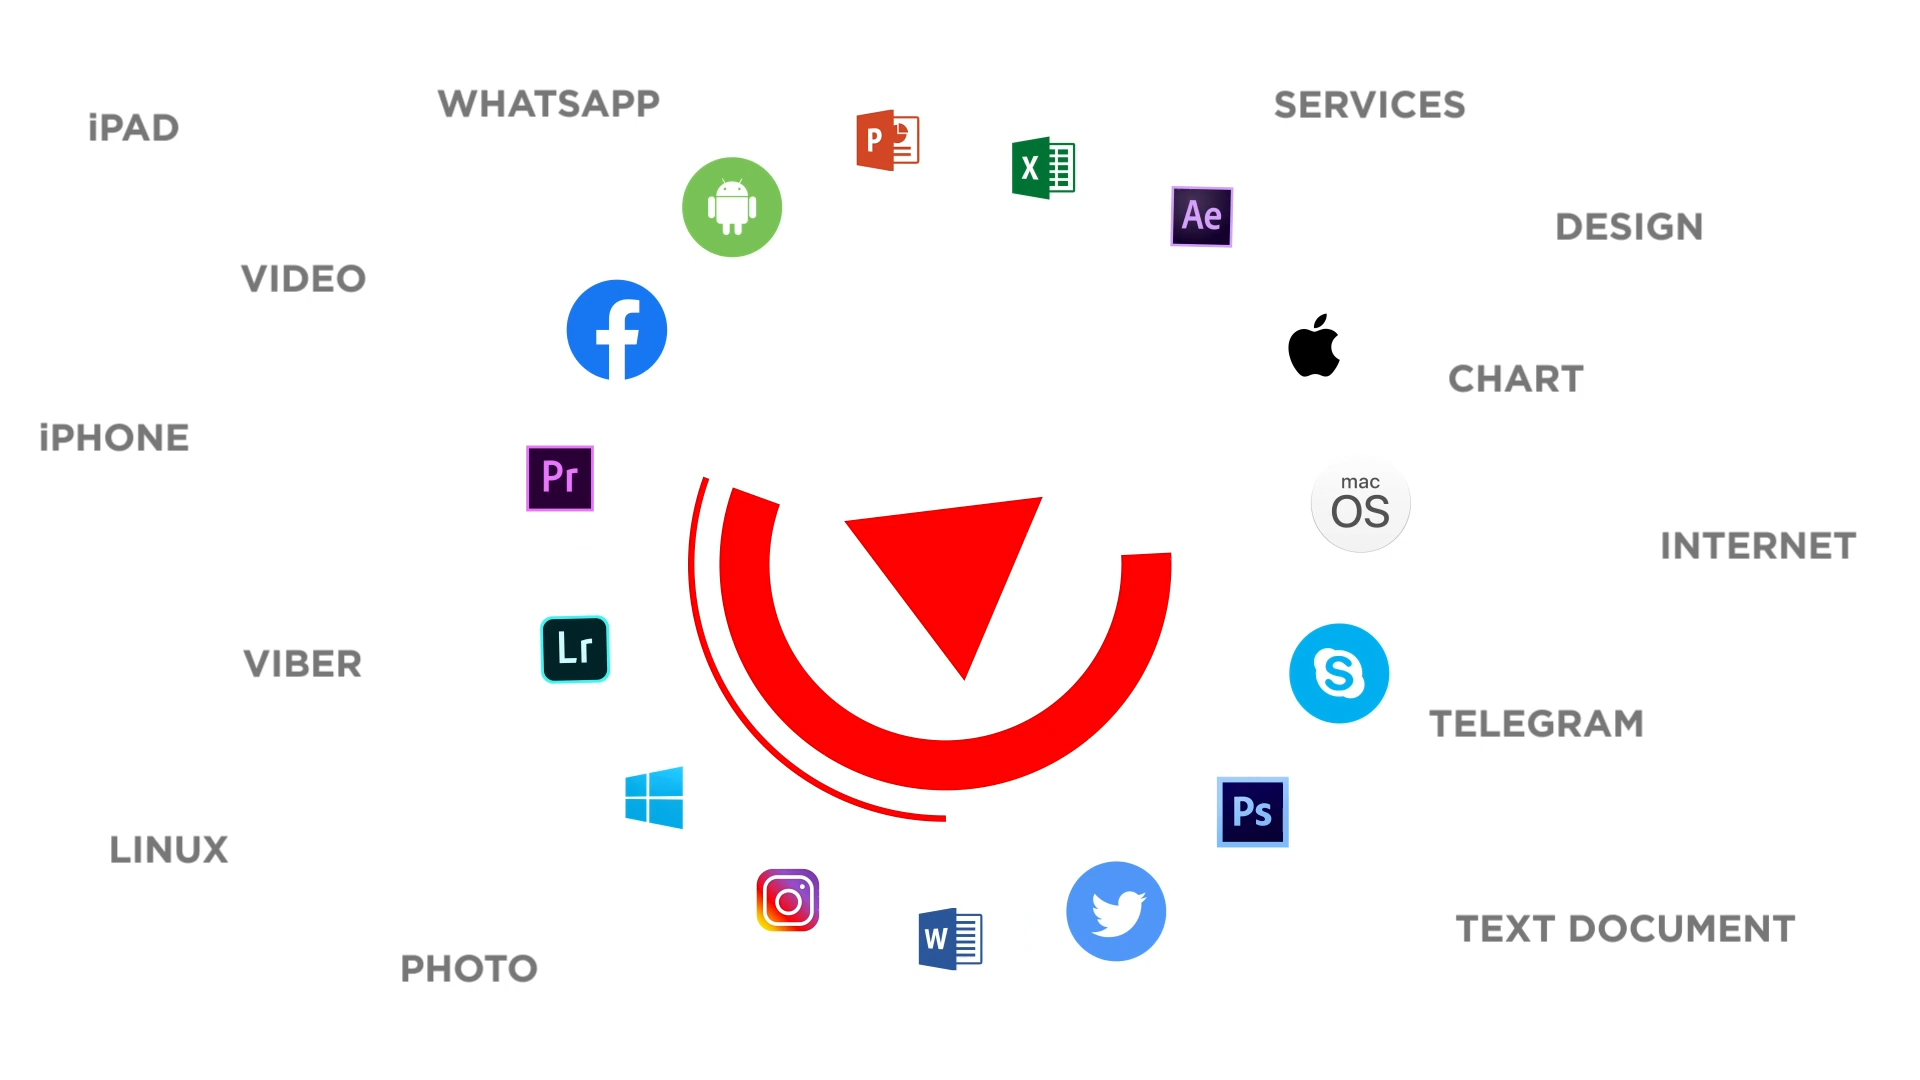 WHATSAPP
SERVICES
iPAD
P
X
Ae
DESIGN
VIDEO
f
CHART
iPHONE
Pr
mac
OS
INTERNET
VIBER
Lr
S
TELEGRAM
Ps
LINUX
W
TEXT DOCUMENT
PHOTO